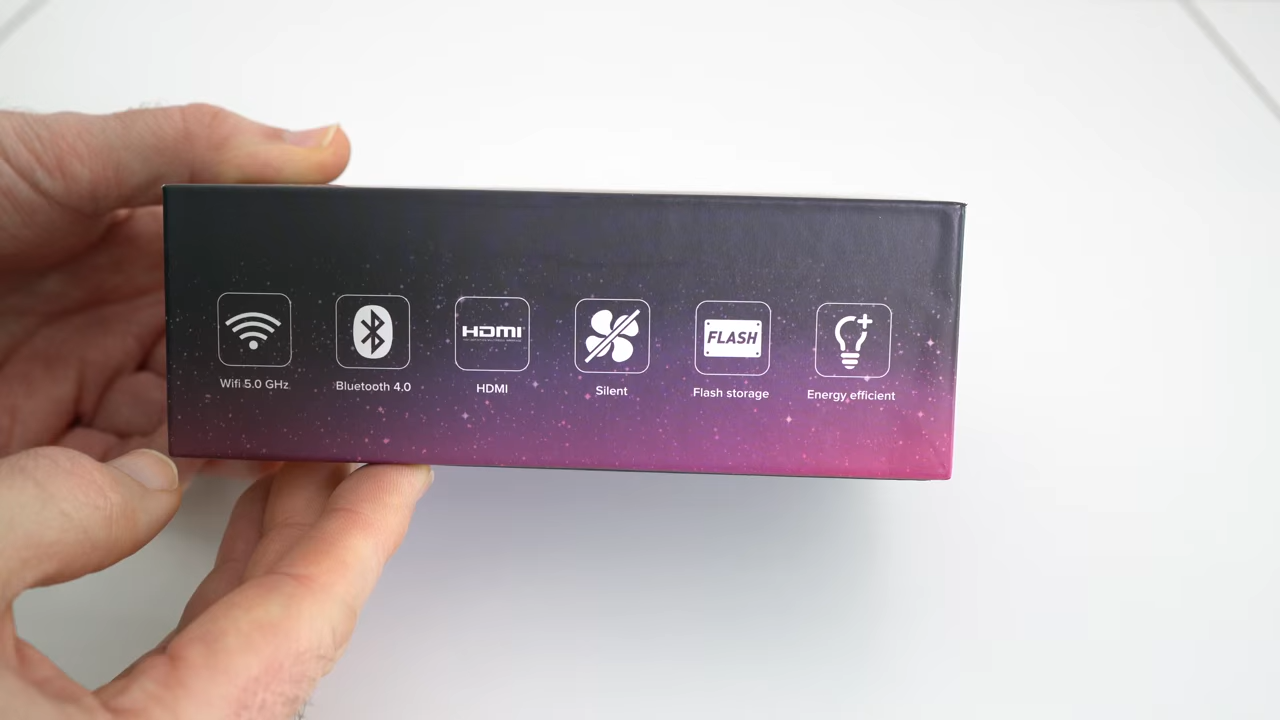 HDMI
FLASH
Wifi 5.0 GHz
Bluetooth 4.0
HDMI
Silent
Flash storage
Energy efficient